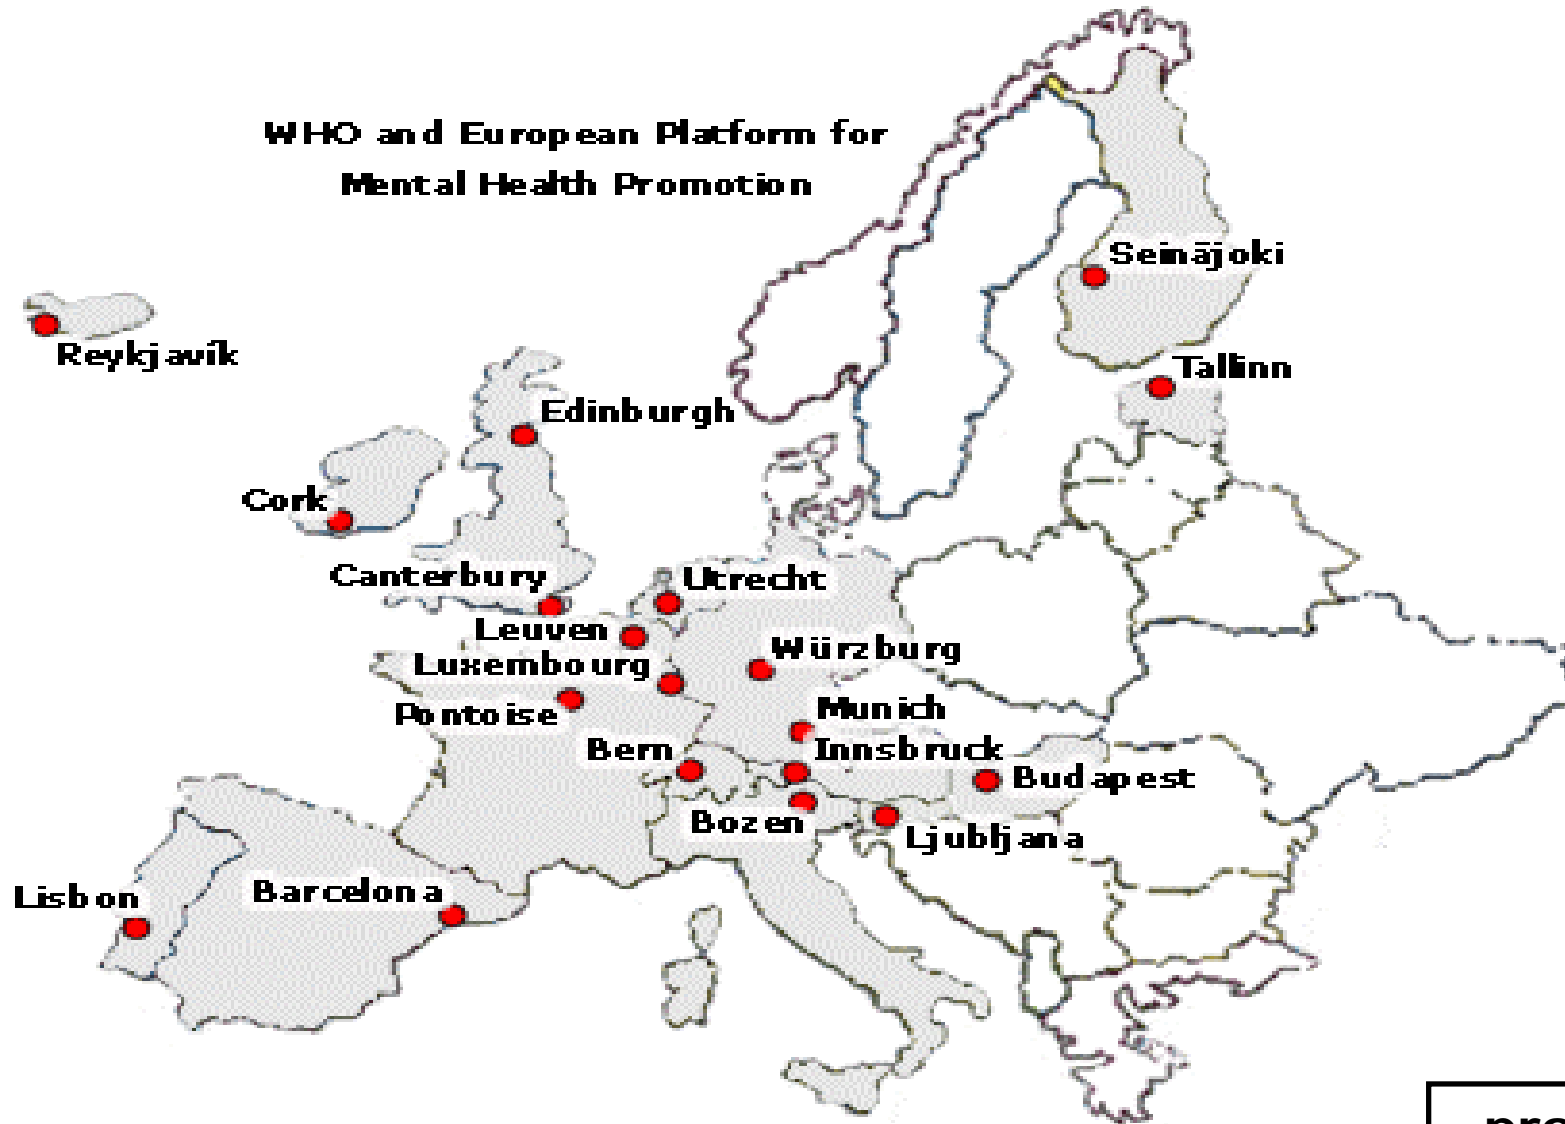 WHO and European Platform for
Mental Health Promotion
Seinäjoki
Reykjavík
Tallinn
Edinburgh
Cork
Canterbury
Utrecht
Leuven
Würzburg
Luxembourg
Pontoise
Munich
Bern
Innsbruck
Budapest
Bozen
Ljubljana
Lisbon
Barcelona